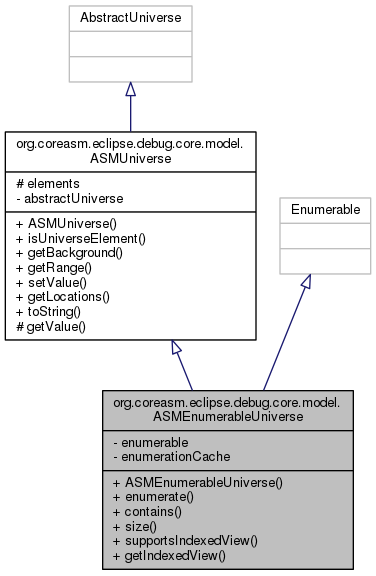 AbstractUniverse
org.coreasm.eclipse.debug.core.model.
ASMUniverse
# elements
- abstractUniverse
+ ASMUniverse()
+ isUniverseElement()
+ getBackground()
+ getRange()
+ setValue()
+ getLocations()
+ toString()
# getValue()
Enumerable
org.coreasm.eclipse.debug.core.model.
ASMEnumerableUniverse
- enumerable
- enumerationCache
+ ASMEnumerableUniverse()
+ enumerate()
+ contains()
+ size()
+ supportsIndexedView()
+ getIndexedView()